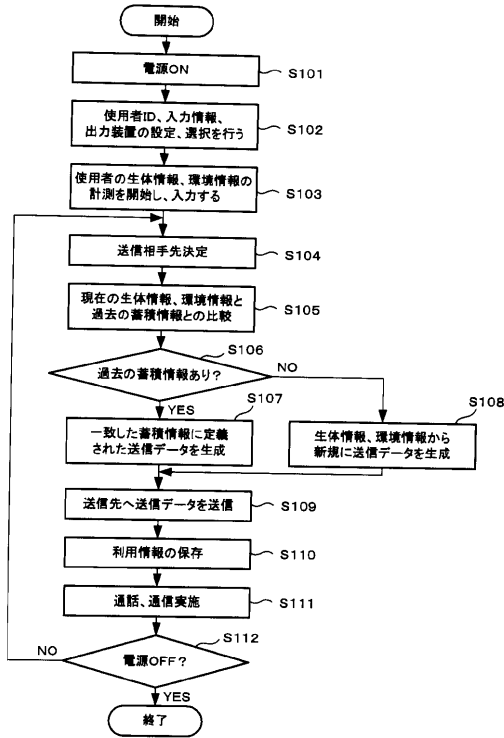 開始
電源ON
S101
使用者ID、入力情報、
出力装置の設定、選択を行う
S102
使用者の生体情報、環境情報の
計測を開始し、入力する
S103
送信相手先決定
S104
現在の生体情報、環境情報と
過去の蓄積情報との比較
S105
S106
過去の蓄積情報あり?
NO
YES
S107
一致した蓄積情報に定義
された送信データを生成
S108
生体情報、環境情報から
新規に送信データを生成
送信先へ送信データを送信
S109
利用情報の保存
S110
通話、通信実施
S111
S112
電源OFF?
NO
YES
終了